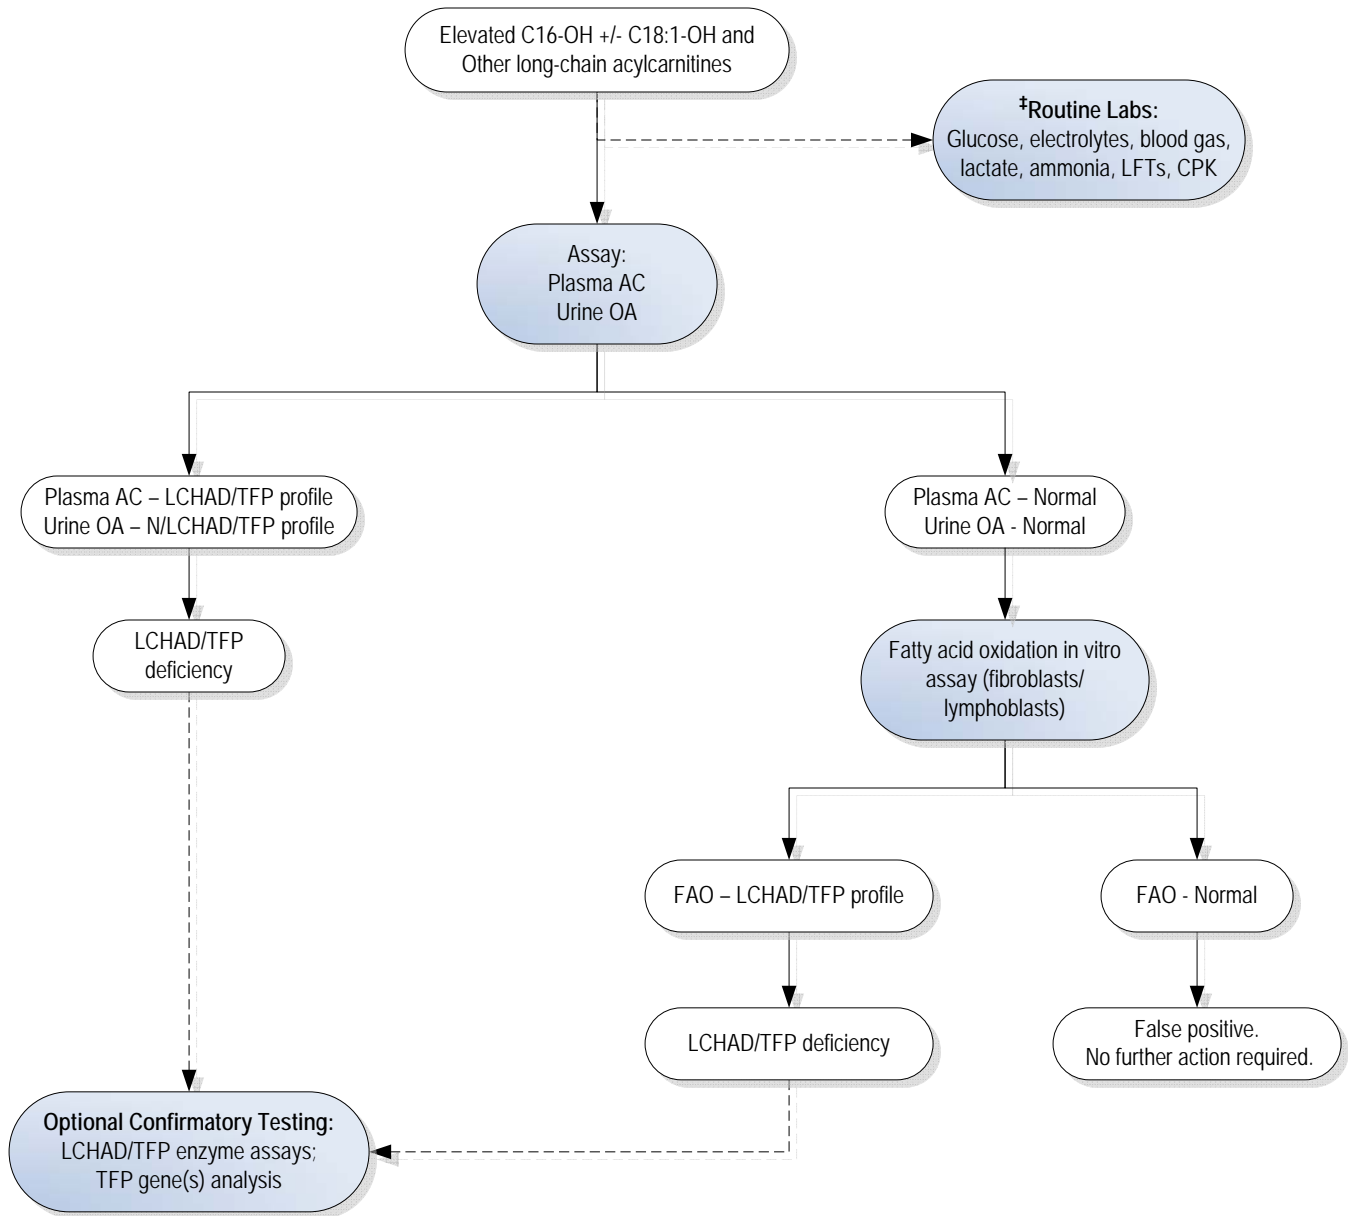 Elevated C16-OH +/- C18:1-OH and
Other long-chain acylcarnitines
‡Routine Labs:
Glucose, electrolytes, blood gas,
lactate, ammonia, LFTs, CPK
Assay:
Plasma AC
Urine OA
Plasma AC – LCHAD/TFP profile
Urine OA – N/LCHAD/TFP profile
Plasma AC – Normal
Urine OA - Normal
LCHAD/TFP
deficiency
Fatty acid oxidation in vitro
assay (fibroblasts/
lymphoblasts)
FAO – LCHAD/TFP profile
FAO - Normal
LCHAD/TFP deficiency
False positive.
No further action required.
Optional Confirmatory Testing:
LCHAD/TFP enzyme assays;
TFP gene(s) analysis